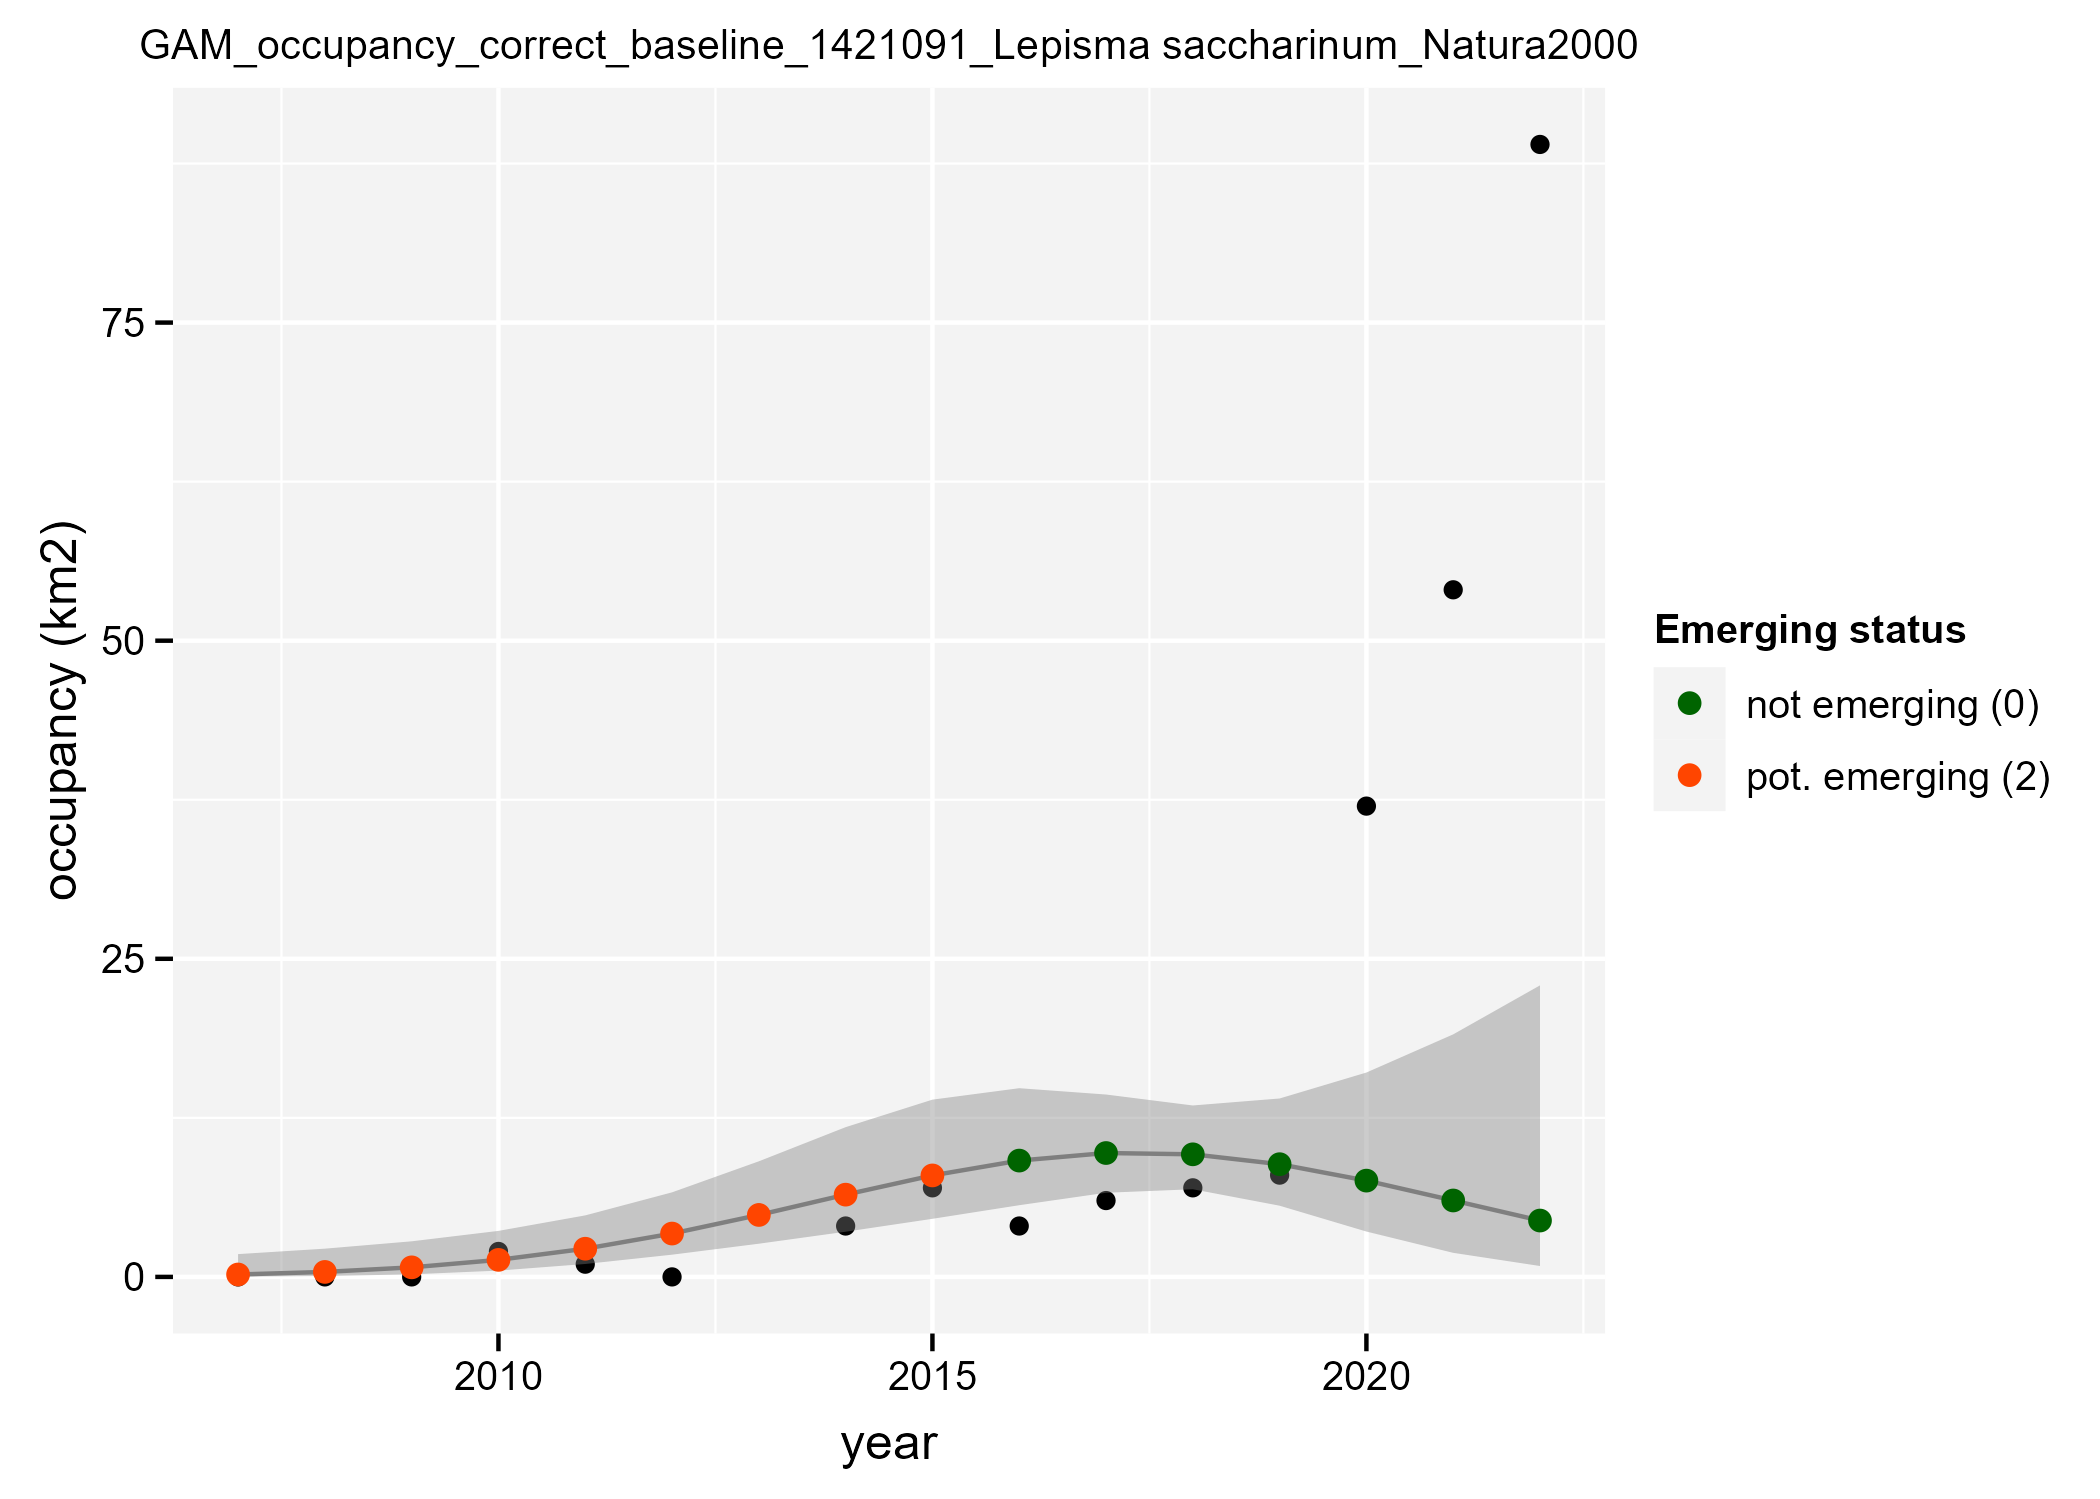 GAM_occupancy_correct_baseline_1421091_Lepisma saccharinum_Natura2000
occupancy (km2)
75
50
25
0
2010
2015
2020
year
Emerging status
not emerging (0)
pot. emerging (2)